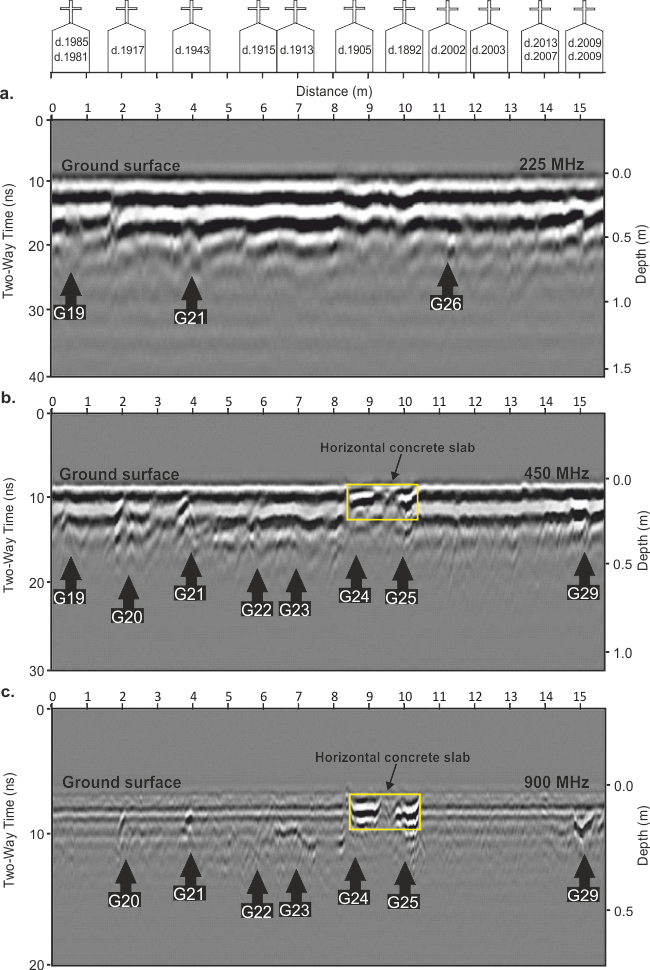 d.1985
d.1981
d.1917
d.1943
d.1915
d.1913
d.1905
d.1892
d.2002
d.2003
d.2013
d.2007
d.2009
d.2009
a.
Distance (m)
0 1 2 3 4 5 6 7 8 9 10 11 12 13 14 15
Ground surface
225 MHz
Two-Way Time (ns)
0
10
20
30
40
0.0
0.5
1.0
1.5
Depth (m)
G19
G21
G26
b.
0 1 2 3 4 5 6 7 8 9 10 11 12 13 14 15
Horizontal concrete slab
Ground surface
450 MHz
Two-Way Time (ns)
0
10
20
30
0.0
0.5
1.0
Depth (m)
G19
G20
G21
G22
G23
G24
G25
G29
c.
0 1 2 3 4 5 6 7 8 9 10 11 12 13 14 15
Horizontal concrete slab
Ground surface
900 MHz
Two-Way Time (ns)
0
10
20
0.0
0.5
Depth (m)
G20
G21
G22
G23
G24
G25
G29